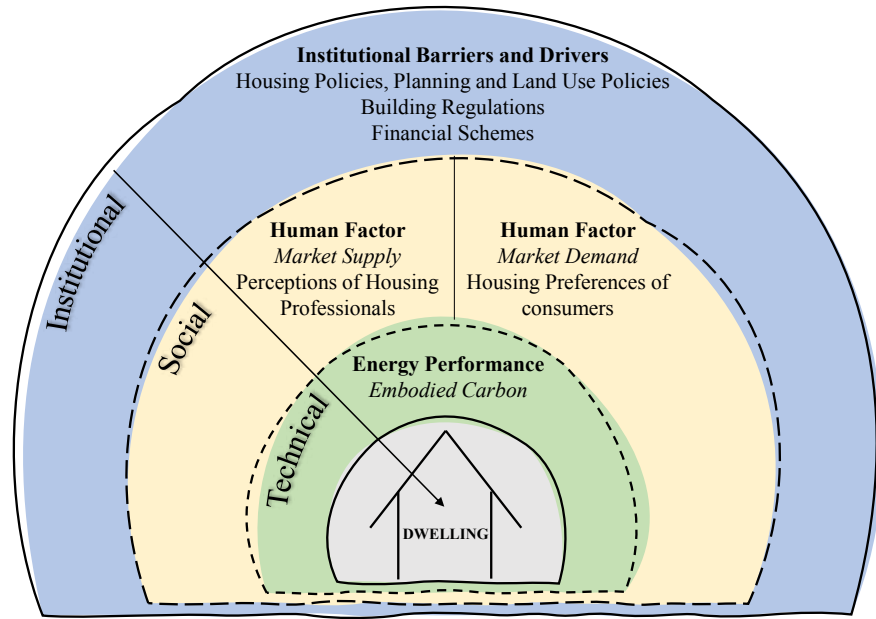 Institutional Barriers and Drivers
Housing Policies, Planning and Land Use Policies
Building Regulations
Financial Schemes
Institutional
Social
Technical
Human Factor
Market Supply
Perceptions of Housing
Professionals
Human Factor
Market Demand
Housing Preferences of
consumers
Energy Performance
Embodied Carbon
DWELLING